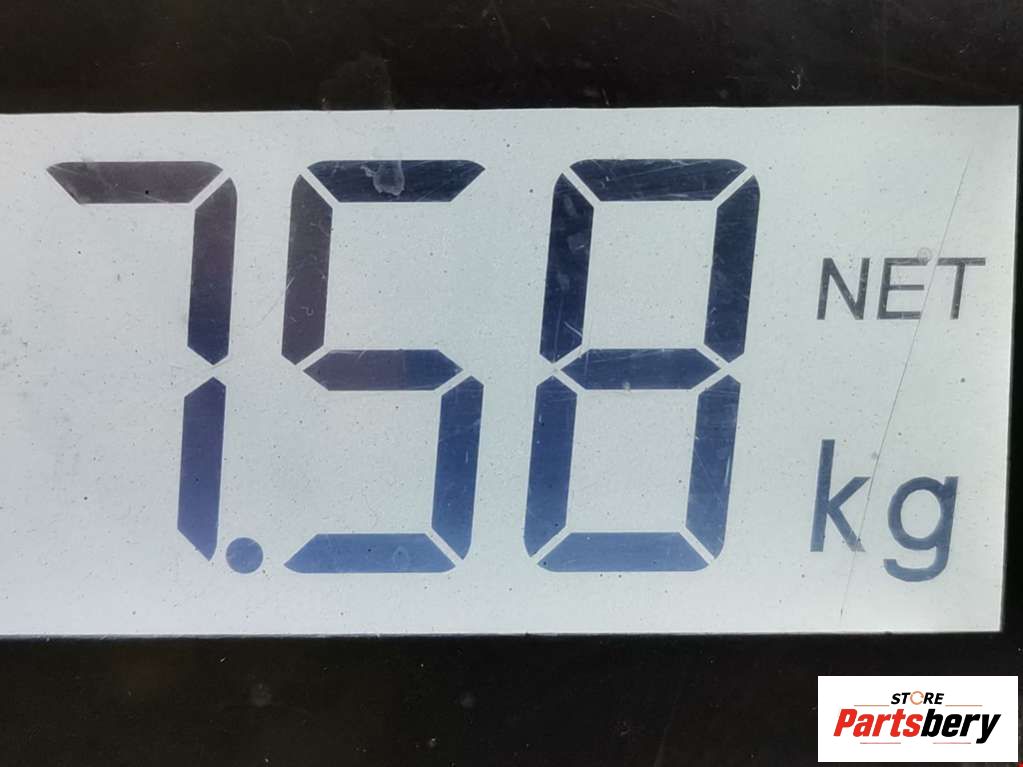 7.58
NET
kg
STORE
Partsbery